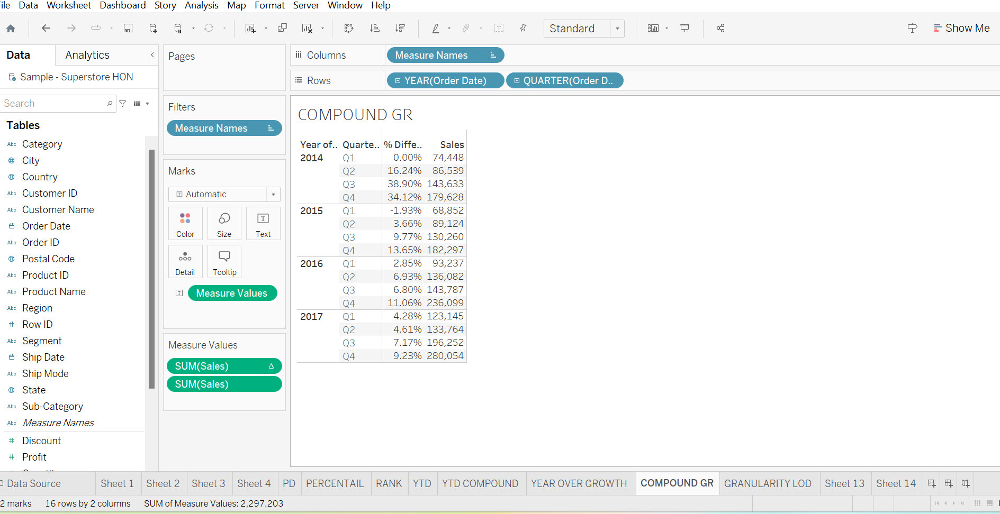 ile Data Worksheet Dashboard Story Analysis Map Format Server Window Help
Standard
Show Me
Data Analytics
Sample - Superstore HON
Search
Tables
Abc Category
City
Country
Abc Customer ID
Abc Customer Name
Order Date
Abc Order ID
Postal Code
Abc Product ID
Abc Product Name
Abc Region
# Row ID
Abc Segment
Ship Date
Abc Ship Mode
State
Abc Sub-Category
Abc Measure Names
# Discount
# Profit
Pages
Filters
Measure Names
Marks
T Automatic
Color Size T Text
Detail Tooltip
T Measure Values
Measure Values
SUM(Sales) Δ
SUM(Sales)
Columns Measure Names
Rows YEAR(Order Date) QUARTER(Order D..
COMPOUND GR
Year of.. Quarte.. % Diffe.. Sales
2014 Q1 0.00% 74,448
Q2 16.24% 86,539
Q3 38.90% 143,633
Q4 34.12% 179,628
2015 Q1 -1.93% 68,852
Q2 3.66% 89,124
Q3 9.77% 130,260
Q4 13.65% 182,297
2016 Q1 2.85% 93,237
Q2 6.93% 136,082
Q3 6.80% 143,787
Q4 11.06% 236,099
2017 Q1 4.28% 123,145
Q2 4.61% 133,764
Q3 7.17% 196,252
Q4 9.23% 280,054
Data Source Sheet 1 Sheet 2 Sheet 3 Sheet 4 PD PERCENTAIL RANK YTD YTD COMPOUND YEAR OVER GROWTH COMPOUND GR GRANULARITY LOD Sheet 13 Sheet 14
2 marks 16 rows by 2 columns SUM of Measure Values: 2,297,203